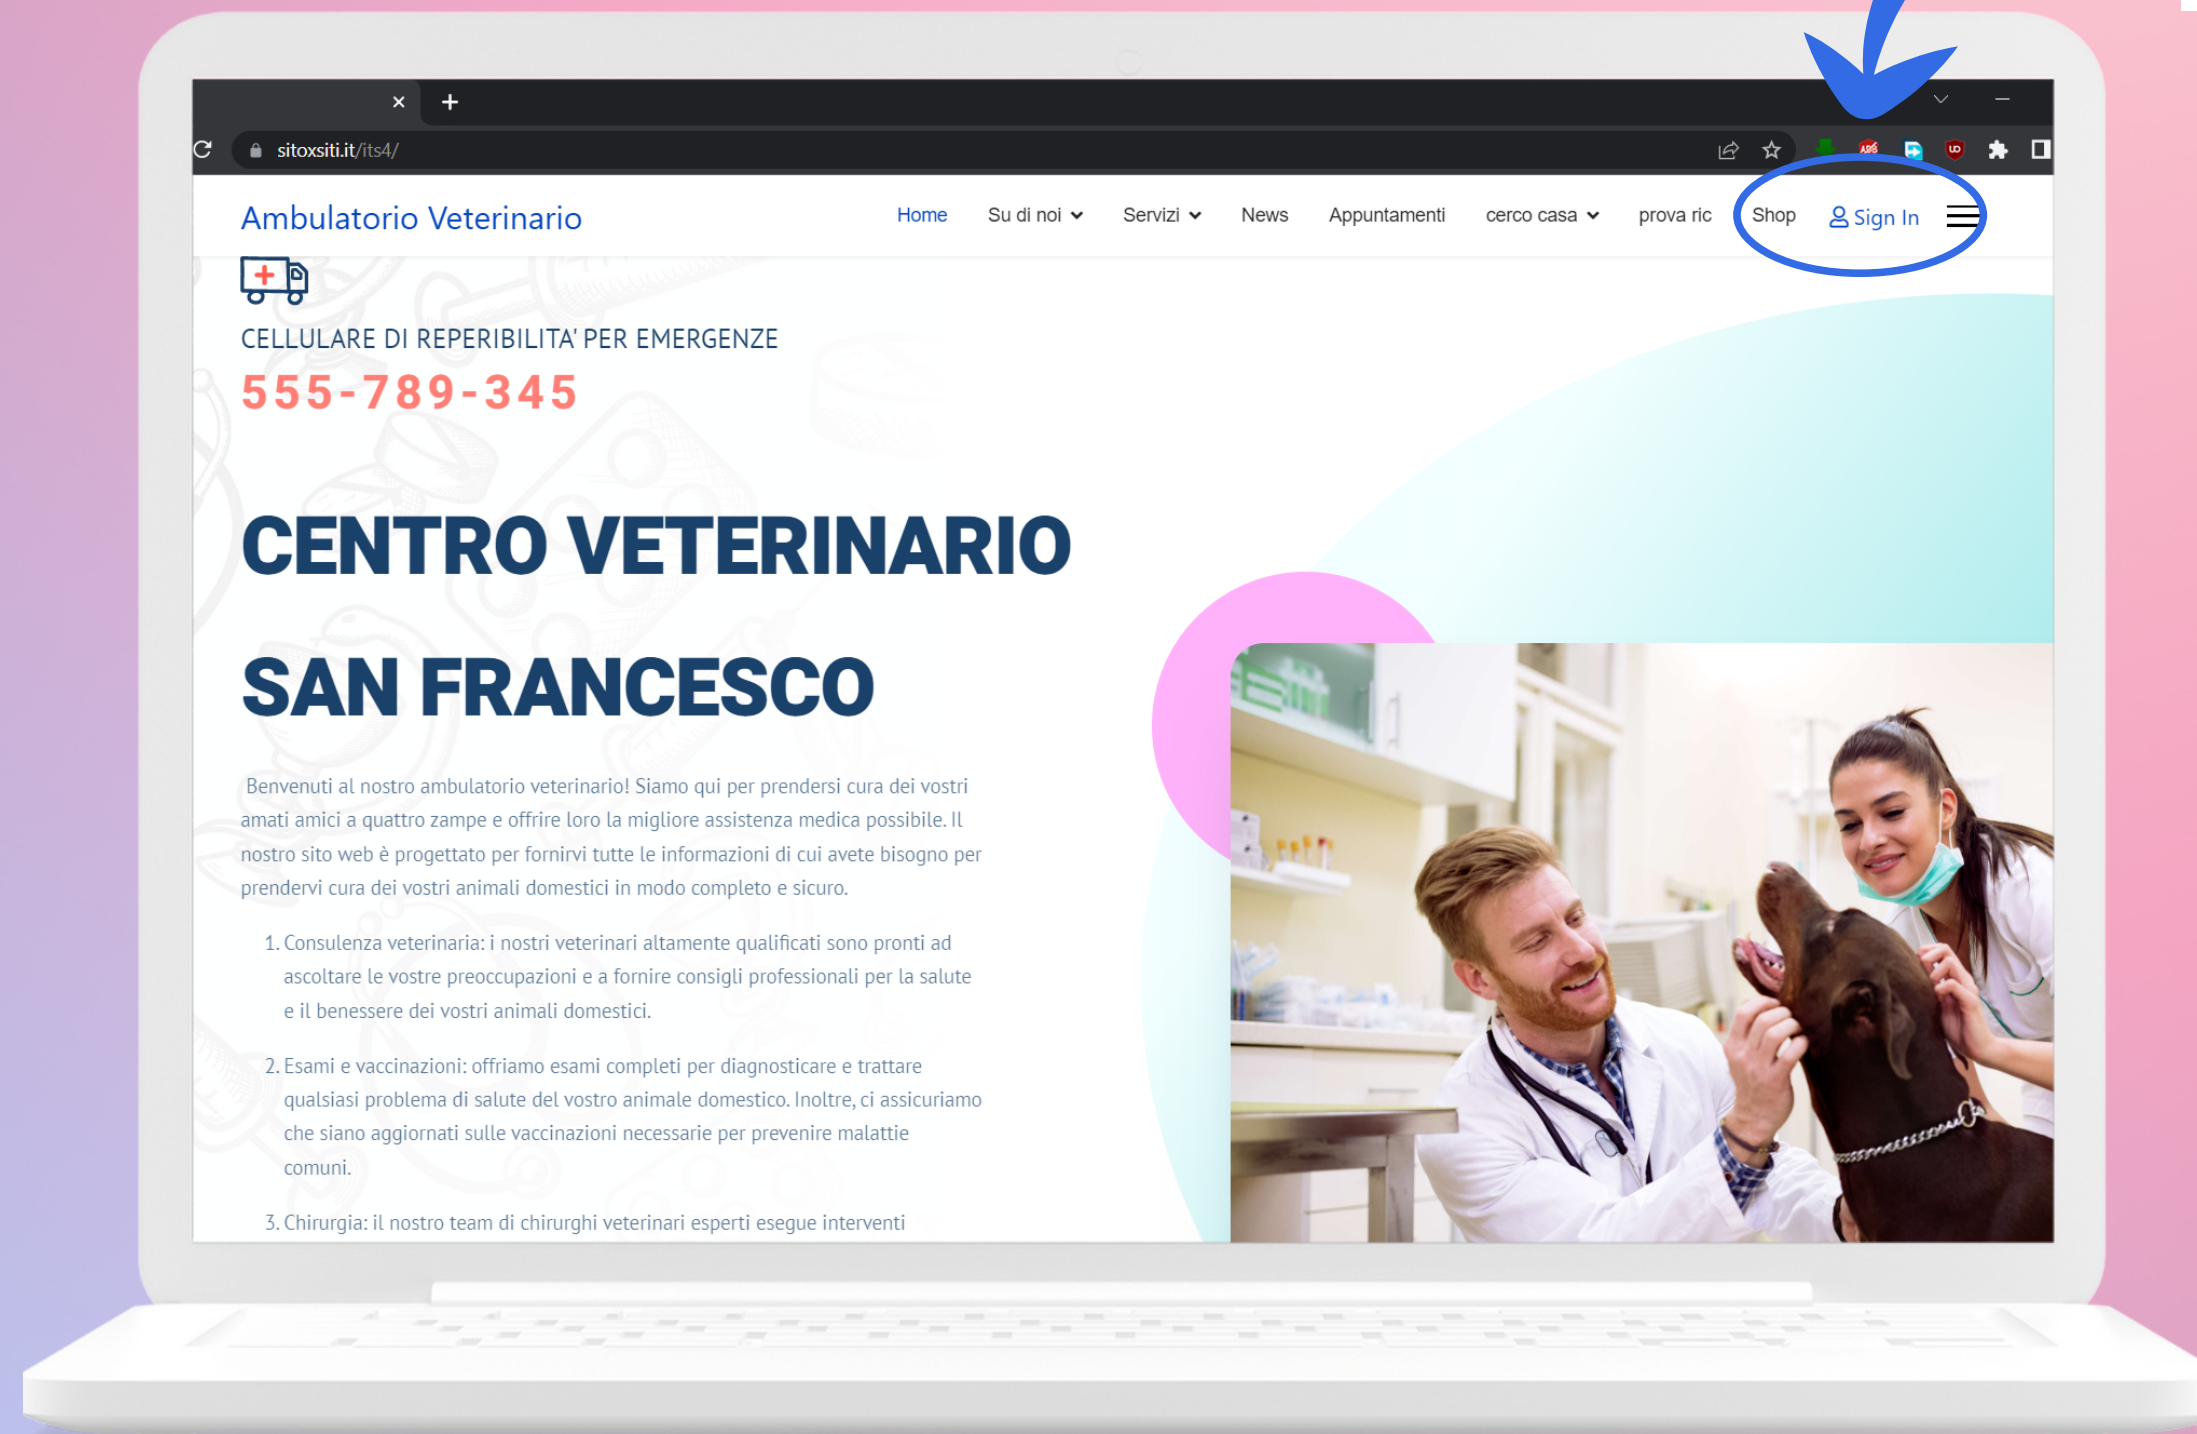 sitoxsiti.it/its4/
ABS
UD
Ambulatorio Veterinario
Home Su di noi Servizi News Appuntamenti cerco casa prova ric Shop Sign In
CELLULARE DI REPERIBILITA' PER EMERGENZE
555-789-345
CENTRO VETERINARIO
SAN FRANCESCO
Benvenuti al nostro ambulatorio veterinario! Siamo qui per prendersi cura dei vostri
amati amici a quattro zampe e offrire loro la migliore assistenza medica possibile. Il
nostro sito web è progettato per fornirvi tutte le informazioni di cui avete bisogno per
prendervi cura dei vostri animali domestici in modo completo e sicuro.
1. Consulenza veterinaria: i nostri veterinari altamente qualificati sono pronti ad
ascoltare le vostre preoccupazioni e a fornire consigli professionali per la salute
e il benessere dei vostri animali domestici.
2. Esami e vaccinazioni: offriamo esami completi per diagnosticare e trattare
qualsiasi problema di salute del vostro animale domestico. Inoltre, ci assicuriamo
che siano aggiornati sulle vaccinazioni necessarie per prevenire malattie
comuni.
3. Chirurgia: il nostro team di chirurghi veterinari esperti esegue interventi